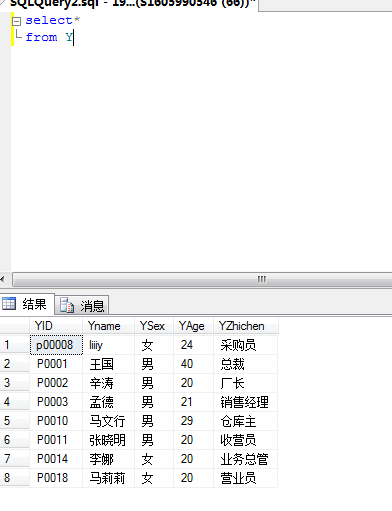 SQLQuery2.sql - 19...(s1605990546 (66))*
select*
from Y
结果 消息
YID Yname YSex YAge YZhichen
1 p00008 liiiy 女 24 采购员
2 P0001 王国 男 40 总裁
3 P0002 辛涛 男 20 厂长
4 P0003 孟德 男 21 销售经理
5 P0010 马文行 男 29 仓库主
6 P0011 张晓明 男 20 收营员
7 P0014 李娜 女 20 业务总管
8 P0018 马莉莉 女 20 营业员